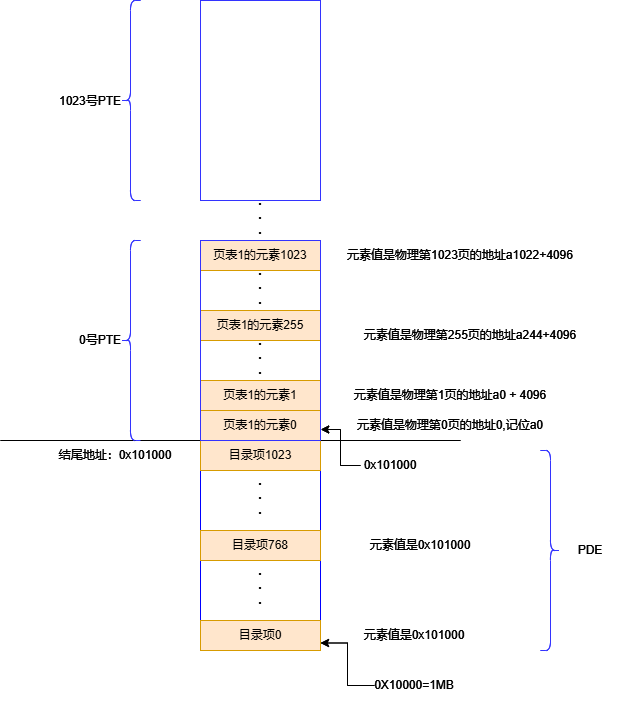 1023号PTE
页表1的元素1023
元素值是物理第1023页的地址a1022+4096
0号PTE
页表1的元素255
元素值是物理第255页的地址a244+4096
页表1的元素1
元素值是物理第1页的地址a0 + 4096
页表1的元素0
元素值是物理第0页的地址0,记位a0
结尾地址：0x101000
目录项1023
0x101000
目录项768
元素值是0x101000
PDE
目录项0
元素值是0x101000
0X10000=1MB